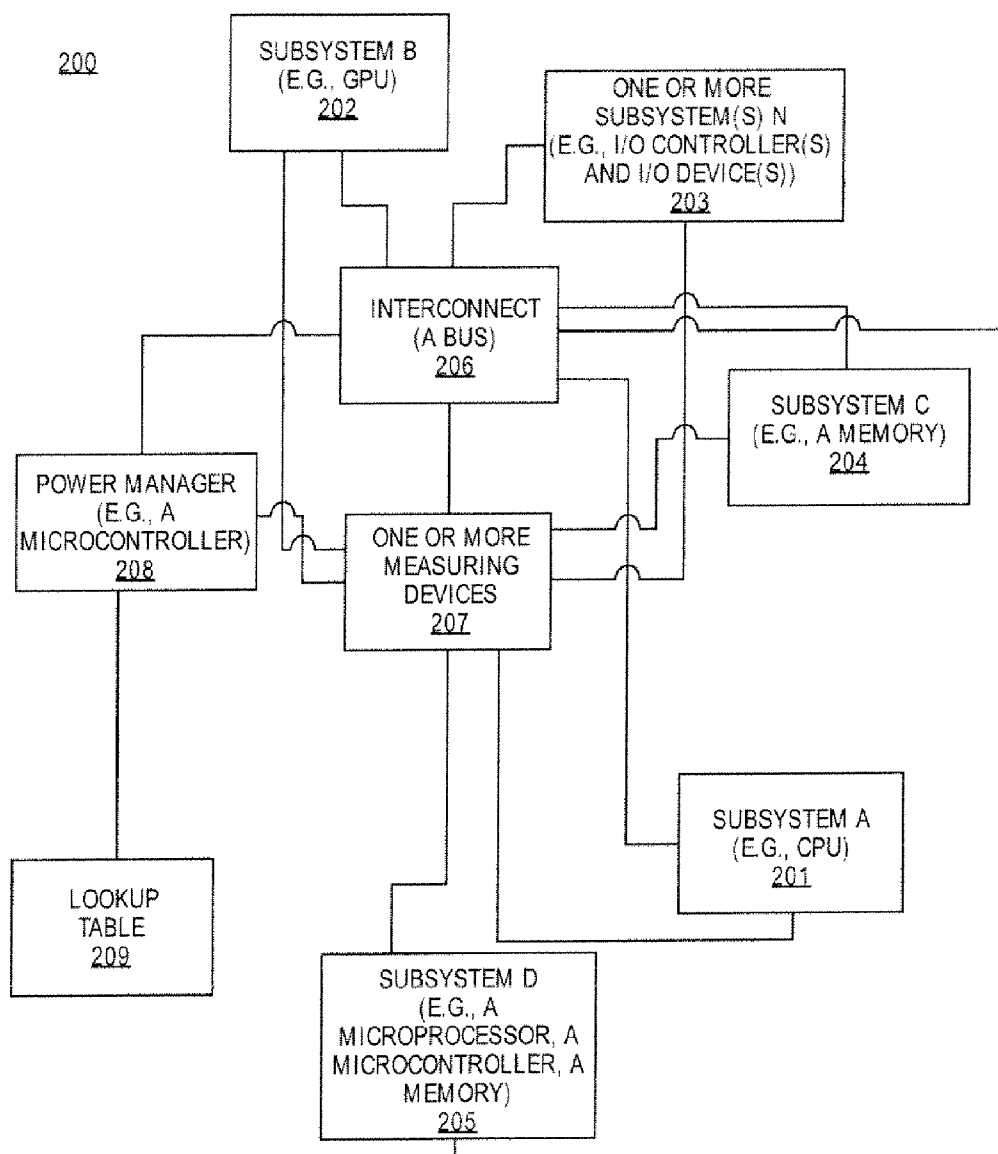 200
SUBSYSTEM B
(E.G., GPU)
202
ONE OR MORE
SUBSYSTEM(S) N
(E.G., I/O CONTROLLER(S)
AND I/O DEVICE(S))
203
INTERCONNECT
(A BUS)
206
SUBSYSTEM C
(E.G., A MEMORY)
204
POWER MANAGER
(E.G., A
MICROCONTROLLER)
208
ONE OR MORE
MEASURING
DEVICES
207
SUBSYSTEM A
(E.G., CPU)
201
LOOKUP
TABLE
209
SUBSYSTEM D
(E.G., A
MICROPROCESSOR, A
MICROCONTROLLER, A
MEMORY)
205